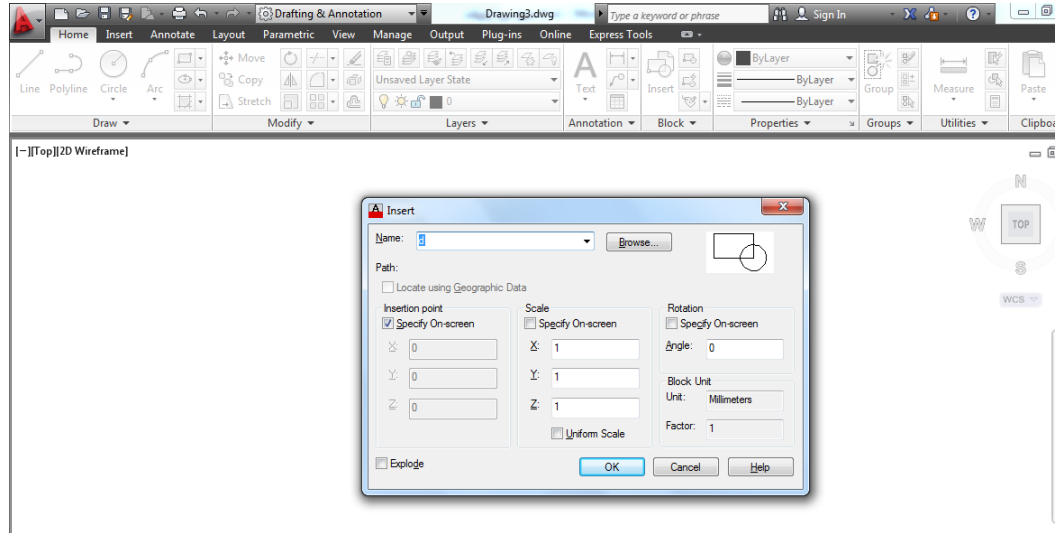 Drafting & Annotation Drawing3.dwg Type a keyword or phrase Sign In
Home Insert Annotate Layout Parametric View Manage Output Plug-ins Online Express Tools
Line Polyline Circle Arc
Move
Copy
Stretch
Unsaved Layer State
0
Text Insert
ByLayer
ByLayer
ByLayer
Group Measure Paste
Draw Modify Layers Annotation Block Properties Groups Utilities Clipboa
[−][Top][2D Wireframe]
N
W TOP
S
WCS
A Insert
Name: d Browse...
Path:
Locate using Geographic Data
Insertion point Scale Rotation
Specify On-screen Specify On-screen Specify On-screen
X: 0 X: 1 Angle: 0
Y: 0 Y: 1
Block Unit
Unit: Millimeters
Z: 0 Z: 1
Factor: 1
Uniform Scale
Explode OK Cancel Help